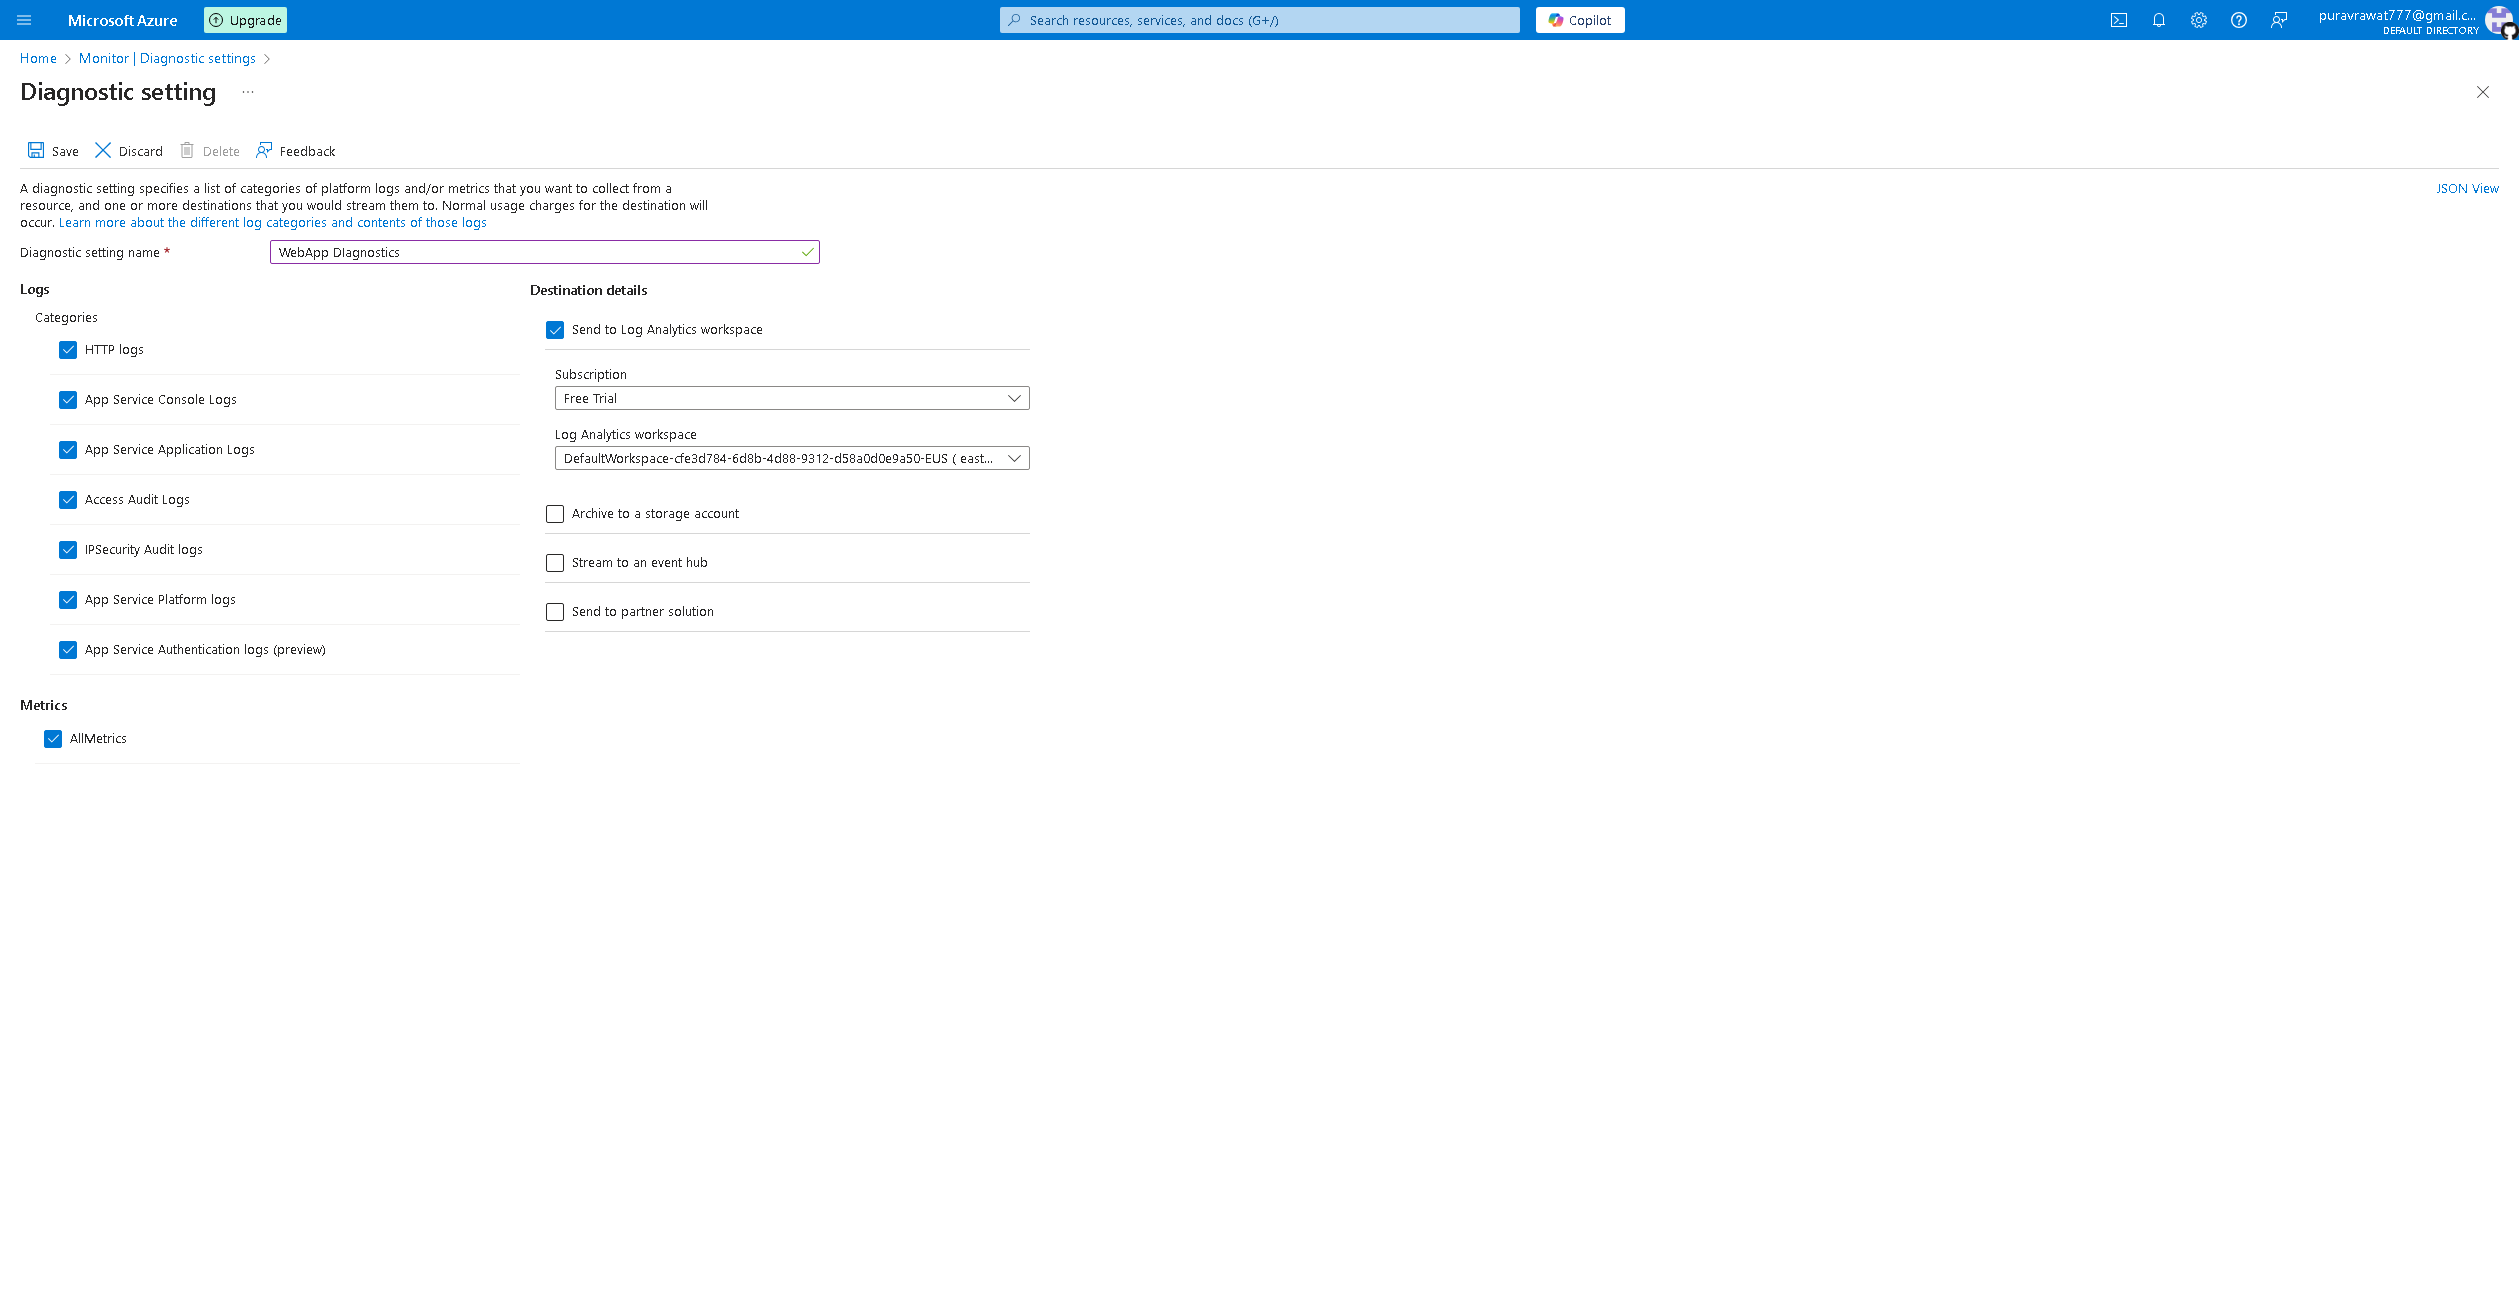 Microsoft Azure
Upgrade
Search resources, services, and docs (G+/)
Copilot
puravrawat777@gmail.c...
DEFAULT DIRECTORY
Home > Monitor | Diagnostic settings >
Diagnostic setting ...
Save Discard Delete Feedback
A diagnostic setting specifies a list of categories of platform logs and/or metrics that you want to collect from a
resource, and one or more destinations that you would stream them to. Normal usage charges for the destination will
occur. Learn more about the different log categories and contents of those logs
JSON View
Diagnostic setting name *
WebApp DIagnostics
Logs
Categories
HTTP logs
App Service Console Logs
App Service Application Logs
Access Audit Logs
IPSecurity Audit logs
App Service Platform logs
App Service Authentication logs (preview)
Metrics
AllMetrics
Destination details
Send to Log Analytics workspace
Subscription
Free Trial
Log Analytics workspace
DefaultWorkspace-cfe3d784-6d8b-4d88-9312-d58a0d0e9a50-EUS ( east...
Archive to a storage account
Stream to an event hub
Send to partner solution